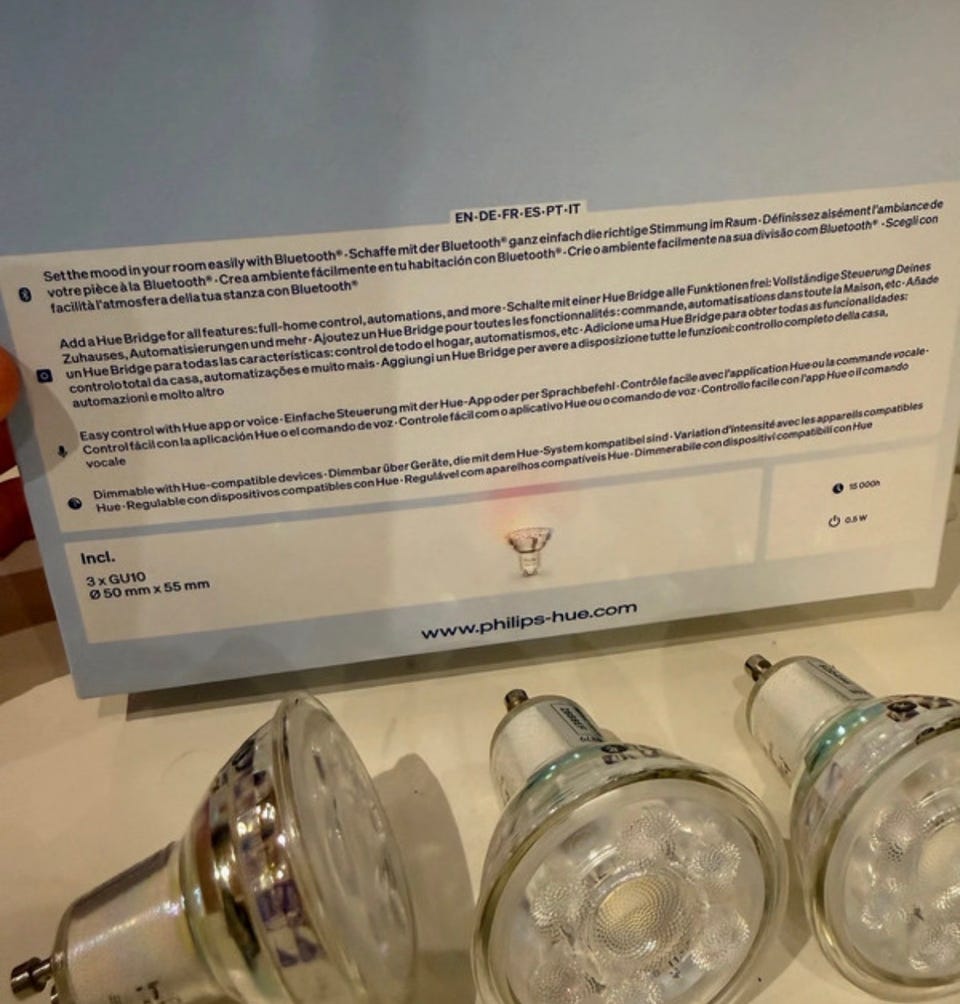 EN·DE·FR·ES·PT·IT
Set the mood in your room easily with Bluetooth® · Schaffe mit der Bluetooth® ganz einfach die richtige Stimmung im Raum · Définissez aisément l'ambiance de
votre pièce à la Bluetooth® · Crea ambiente fácilmente en tu habitación con Bluetooth® · Crie o ambiente facilmente na sua divisão com Bluetooth® · Scegli con
facilità l'atmosfera della tua stanza con Bluetooth®
Add a Hue Bridge for all features: full-home control, automations, and more · Schalte mit einer Hue Bridge alle Funktionen frei: Vollständige Steuerung Deines
Zuhauses, Automatisierungen und mehr · Ajoutez un Hue Bridge pour toutes les fonctionnalités : commande, automatisations dans toute la Maison, etc · Añade
un Hue Bridge para todas las características: control de todo el hogar, automatismos, etc · Adicione uma Hue Bridge para obter todas as funcionalidades:
controlo total da casa, automatizações e muito mais · Aggiungi un Hue Bridge per avere a disposizione tutte le funzioni: controllo completo della casa,
automazioni e molto altro
Easy control with Hue app or voice · Einfache Steuerung mit der Hue-App oder per Sprachbefehl · Contrôle facile avec l'application Hue ou la commande vocale ·
Control fácil con la aplicación Hue o el comando de voz · Controle fácil com o aplicativo Hue ou o comando de voz · Controllo facile con l'app Hue o il comando
vocale
Dimmable with Hue-compatible devices · Dimmbar über Geräte, die mit dem Hue-System kompatibel sind · Variation d'intensité avec les appareils compatibles
Hue · Regulable con dispositivos compatibles con Hue · Regulável com aparelhos compatíveis Hue · Dimmerabile con dispositivi compatibili con Hue
15 000h
0.5 W
Incl.
3 x GU10
Ø 50 mm x 55 mm
www.philips-hue.com